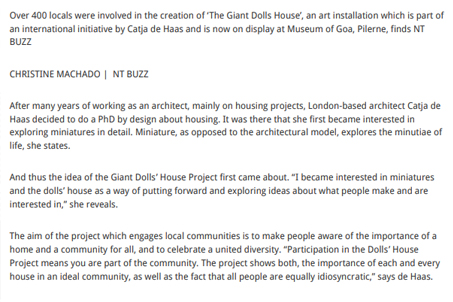 Over 400 locals were involved in the creation of ‘The Giant Dolls House’, an art installation which is part of
an international initiative by Catja de Haas and is now on display at Museum of Goa, Pilerne, finds NT
BUZZ
CHRISTINE MACHADO | NT BUZZ
After many years of working as an architect, mainly on housing projects, London-based architect Catja de
Haas decided to do a PhD by design about housing. It was there that she first became interested in
exploring miniatures in detail. Miniature, as opposed to the architectural model, explores the minutiae of
life, she states.
And thus the idea of the Giant Dolls’ House Project first came about. “I became interested in miniatures
and the dolls’ house as a way of putting forward and exploring ideas about what people make and are
interested in,” she reveals.
The aim of the project which engages local communities is to make people aware of the importance of a
home and a community for all, and to celebrate a united diversity. “Participation in the Dolls’ House
Project means you are part of the community. The project shows both, the importance of each and every
house in an ideal community, as well as the fact that all people are equally idiosyncratic,” says de Haas.